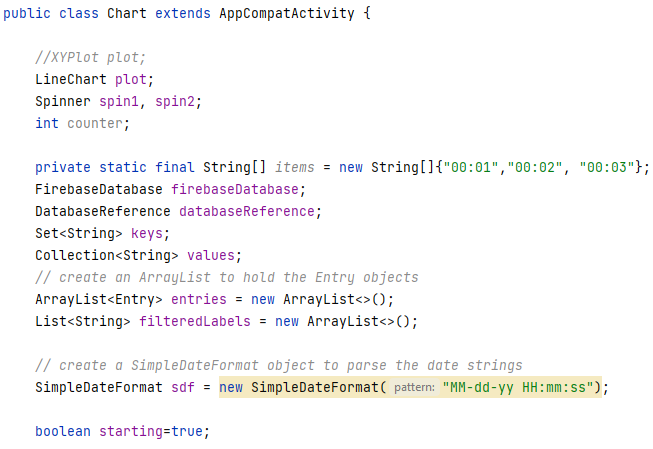 public class Chart extends AppCompatActivity {
//XYPlot plot;
LineChart plot;
Spinner spin1, spin2;
int counter;
private static final String[] items = new String[]{"00:01","00:02", "00:03"};
FirebaseDatabase firebaseDatabase;
DatabaseReference databaseReference;
Set<String> keys;
Collection<String> values;
// create an ArrayList to hold the Entry objects
ArrayList<Entry> entries = new ArrayList<>();
List<String> filteredLabels = new ArrayList<>();
// create a SimpleDateFormat object to parse the date strings
SimpleDateFormat sdf = new SimpleDateFormat( pattern: "MM-dd-yy HH:mm:ss");
boolean starting=true;